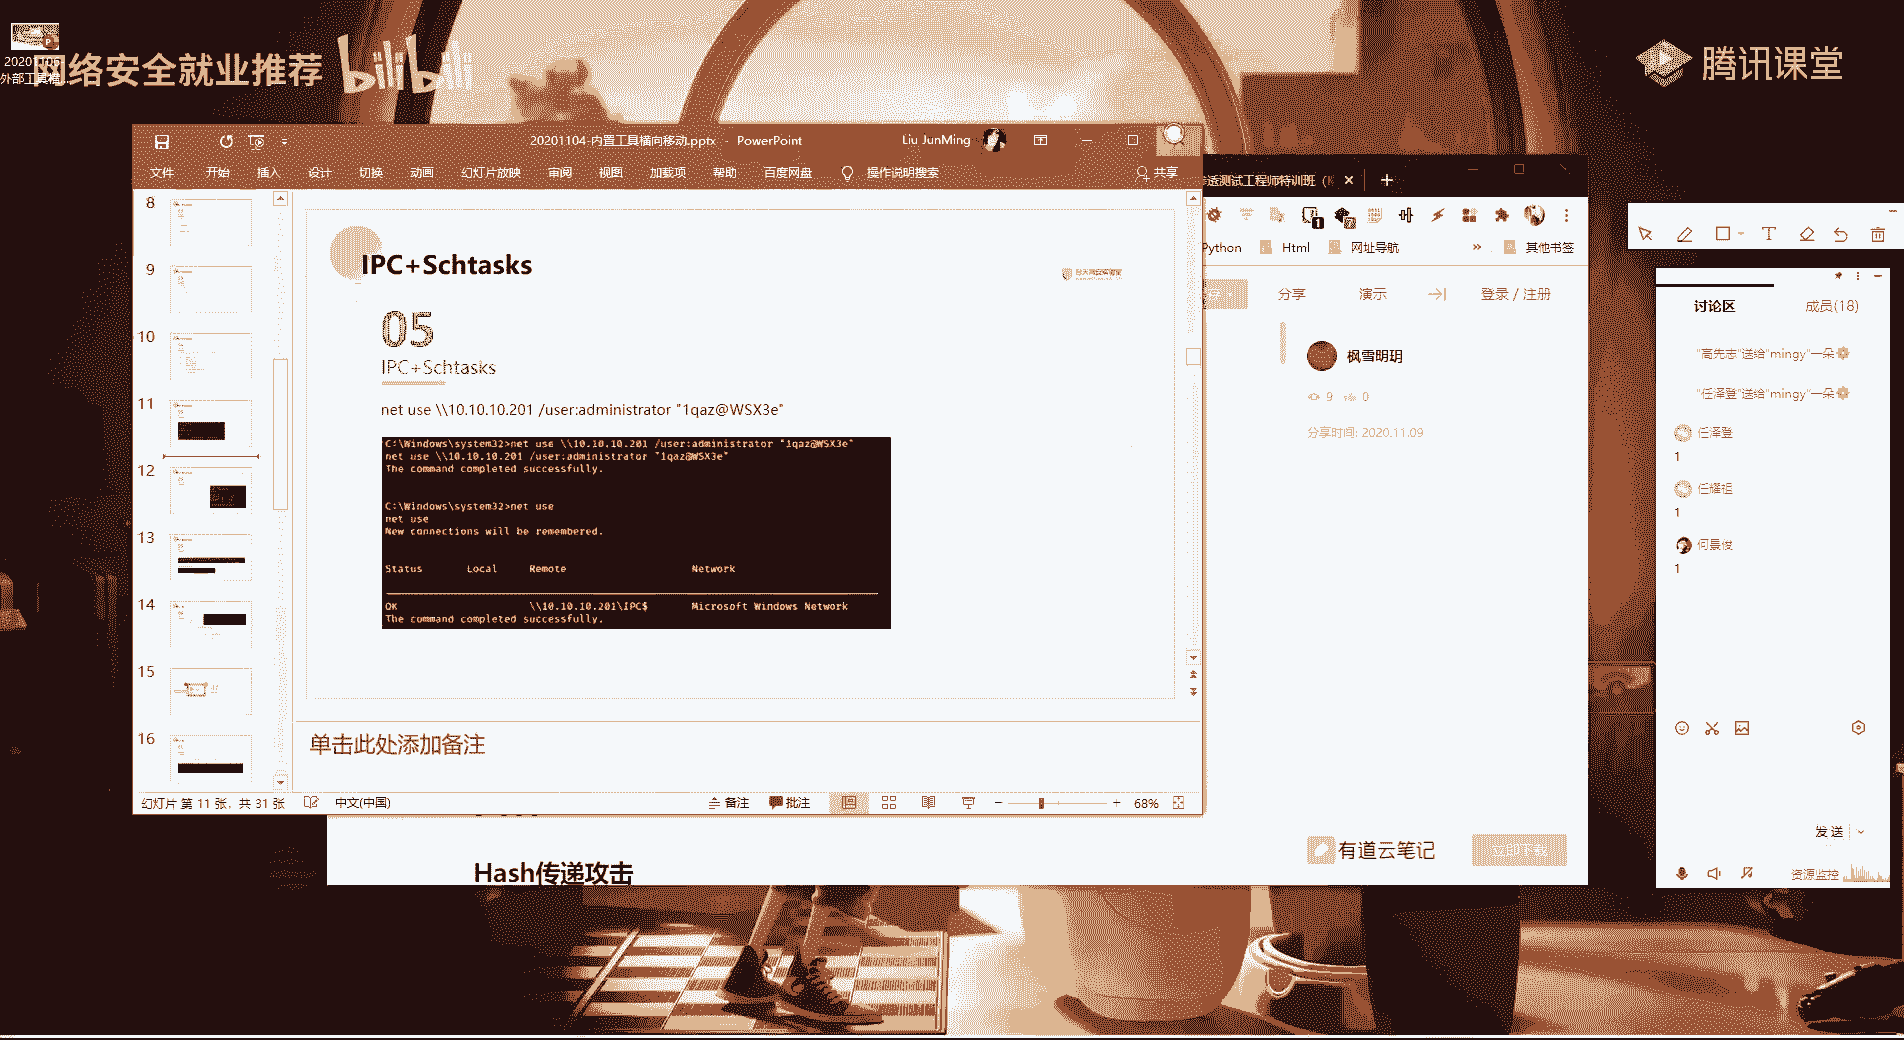 网络安全就业推荐
bilibili
腾讯课堂
20201104-内置工具横向移动.pptx - PowerPoint
Liu JunMing
文件 开始 插入 设计 切换 动画 幻灯片放映 审阅 视图 加载项 帮助 百度网盘 操作说明搜索 共享
8
9
10
11
12
13
14
15
16
IPC+Schtasks
05
IPC+Schtasks
net use \\10.10.10.201 /user:administrator "1qaz@WSX3e"
C:\Windows\system32>net use \\10.10.10.201 /user:administrator "1qaz@WSX3e"
net use \\10.10.10.201 /user:administrator "1qaz@WSX3e"
The command completed successfully.
C:\Windows\system32>net use
net use
New connections will be remembered.
Status Local Remote Network
OK \\10.10.10.201\IPC$ Microsoft Windows Network
The command completed successfully.
单击此处添加备注
幻灯片 第 11 张，共 31 张 中文(中国) 备注 批注 68%
透测试工程师特训班
Python Html 网址导航 » 其他书签
分享 演示 登录 / 注册
枫雪明玥
9 0
分享时间: 2020.11.09
有道云笔记 立即下载
Hash传递攻击
讨论区 成员(18)
"高先志"送给"mingy"一朵
"任泽登"送给"mingy"一朵
任泽登
1
任耀祖
1
何景俊
1
发送
资源监控